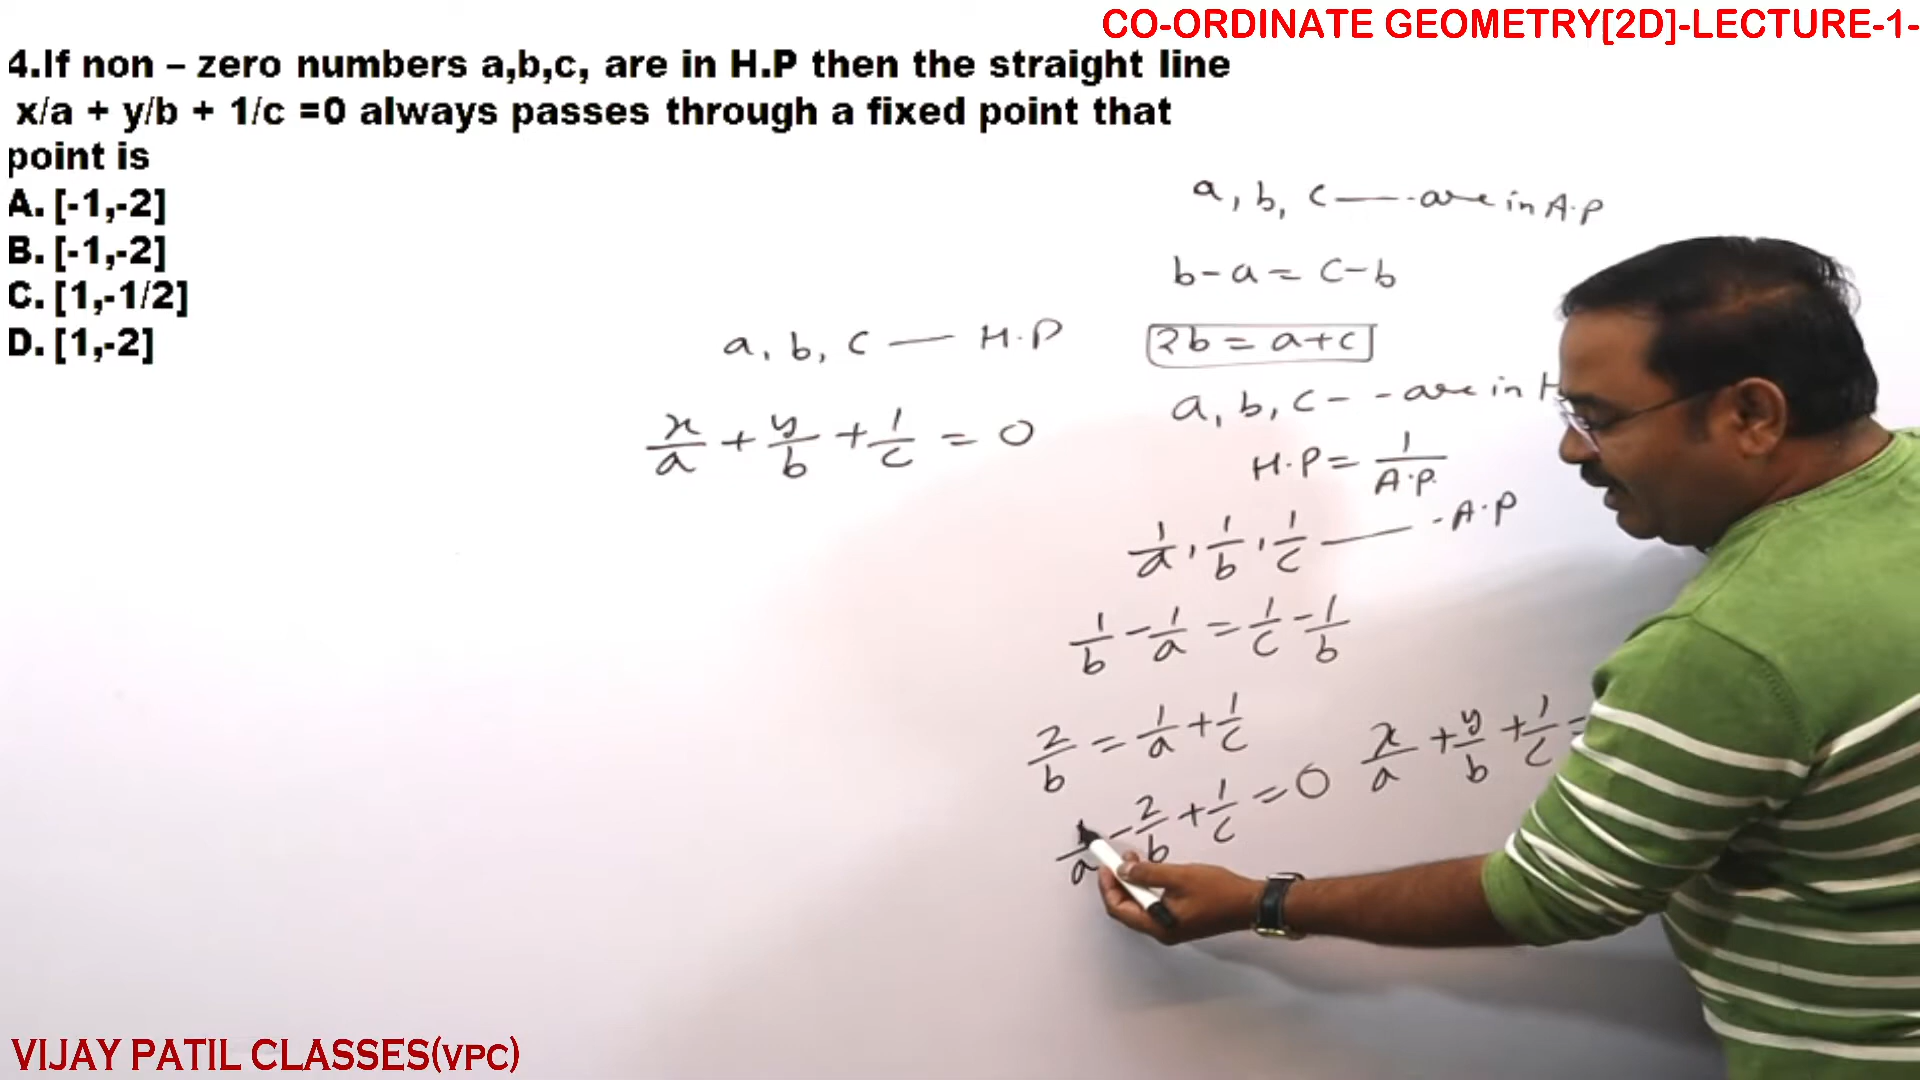 CO-ORDINATE GEOMETRY[2D]-LECTURE-1-
4.If non – zero numbers a,b,c, are in H.P then the straight line
x/a + y/b + 1/c =0 always passes through a fixed point that
point is
A. [-1,-2]
B. [-1,-2]
C. [1,-1/2]
D. [1,-2]
a, b, c — H.P
x/a + y/b + 1/c = 0
a, b, c —— are in A.P
b - a = c - b
2b = a + c
a, b, c - - are in H
H.P = 1/A.P.
1/a, 1/b, 1/c —— A.P
1/b - 1/a = 1/c - 1/b
2/b = 1/a + 1/c
x/a + y/b + 1/c =
1/a - 2/b + 1/c = 0
VIJAY PATIL CLASSES(VPC)